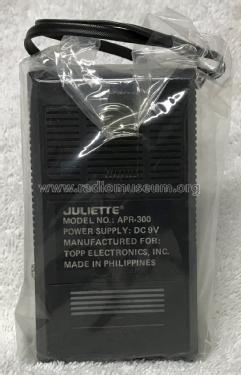 www.radiomuseum.org
JULIETTE®
MODEL NO.: APR-300
POWER SUPPLY: DC 9V
MANUFACTURED FOR:
TOPP ELECTRONICS, INC.
MADE IN PHILIPPINES